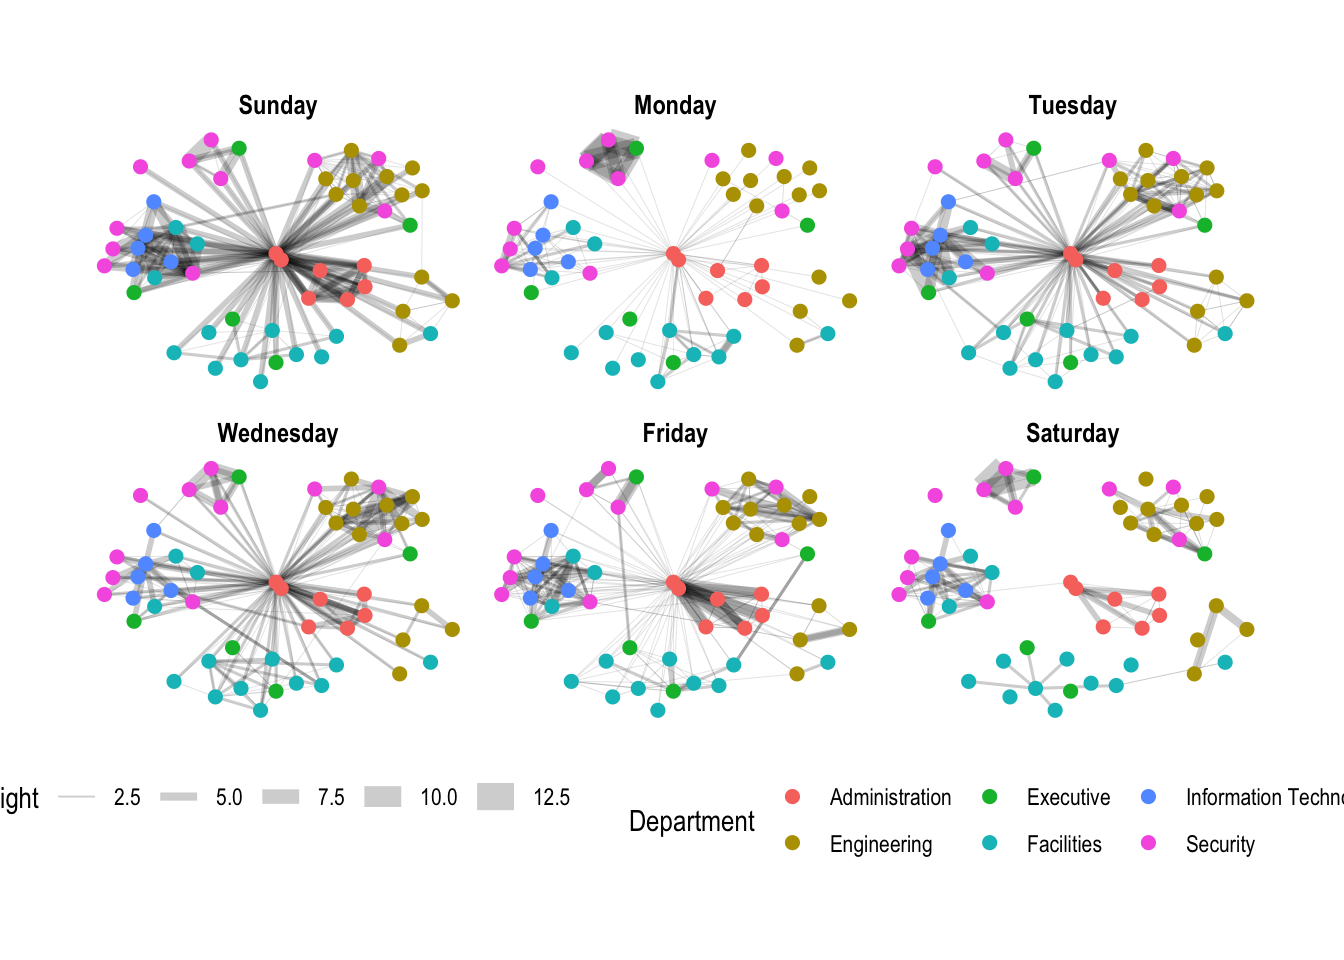 Sunday Monday Tuesday
Wednesday Friday Saturday
2.5 5.0 7.5 10.0 12.5
Department
Administration Executive Information
Engineering Facilities Security